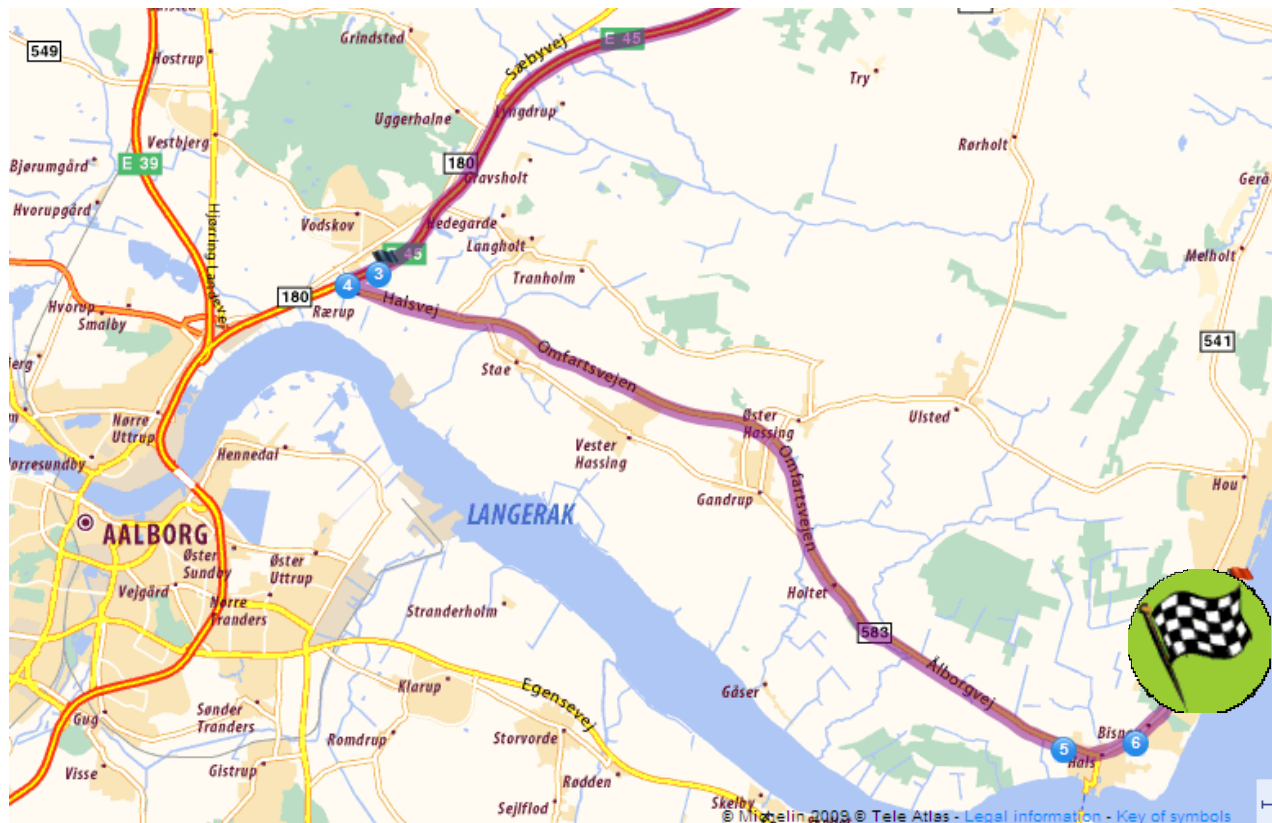 Grindsted
549
Hostrup
Sæbyvej
E 45
Try
Lyngdrup
Uggerhalne
Vestbjerg
180
Rørholt
Bjørumgård
E 39
Gravsholt
Gerå
Hvorupgård
Hjørring Landevej
Vodskov
Hedegarde
Langholt
45
Melholt
3
Tranholm
4
180
Halsvej
Hvorup
Smalby
Rærup
541
Omfartsvejen
Stae
Nørre
Uttrup
Øster
Hassing
Ulsted
Vester
Hassing
Hennedal
Omfartsvejen
Hou
Gandrup
LANGERAK
AALBORG
Øster
Sundby
Øster
Uttrup
Vejgård
Holtet
Nørre
Tranders
Stranderholm
583
Ålborgvej
Klarup
Egensevej
Gåser
Sønder
Tranders
Gug
Romdrup
Storvorde
5
6
Hals
Visse
Gistrup
Rødden
Sejlflod
Skelby
© Michelin 2009 © Tele Atlas - Legal information - Key of symbols